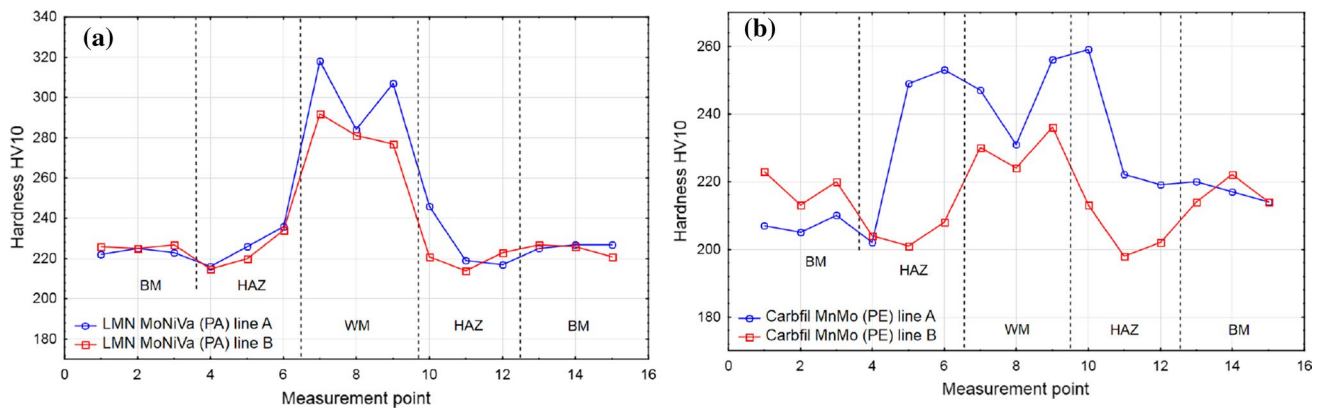 (a)
Hardness HV10
340
320
300
280
260
240
220
200
180
BM
HAZ
WM
HAZ
BM
LMN MoNiVa (PA) line A
LMN MoNiVa (PA) line B
0 2 4 6 8 10 12 14 16
Measurement point
(b)
Hardness HV10
260
240
220
200
180
BM
HAZ
WM
HAZ
BM
Carbfil MnMo (PE) line A
Carbfil MnMo (PE) line B
0 2 4 6 8 10 12 14 16
Measurement point